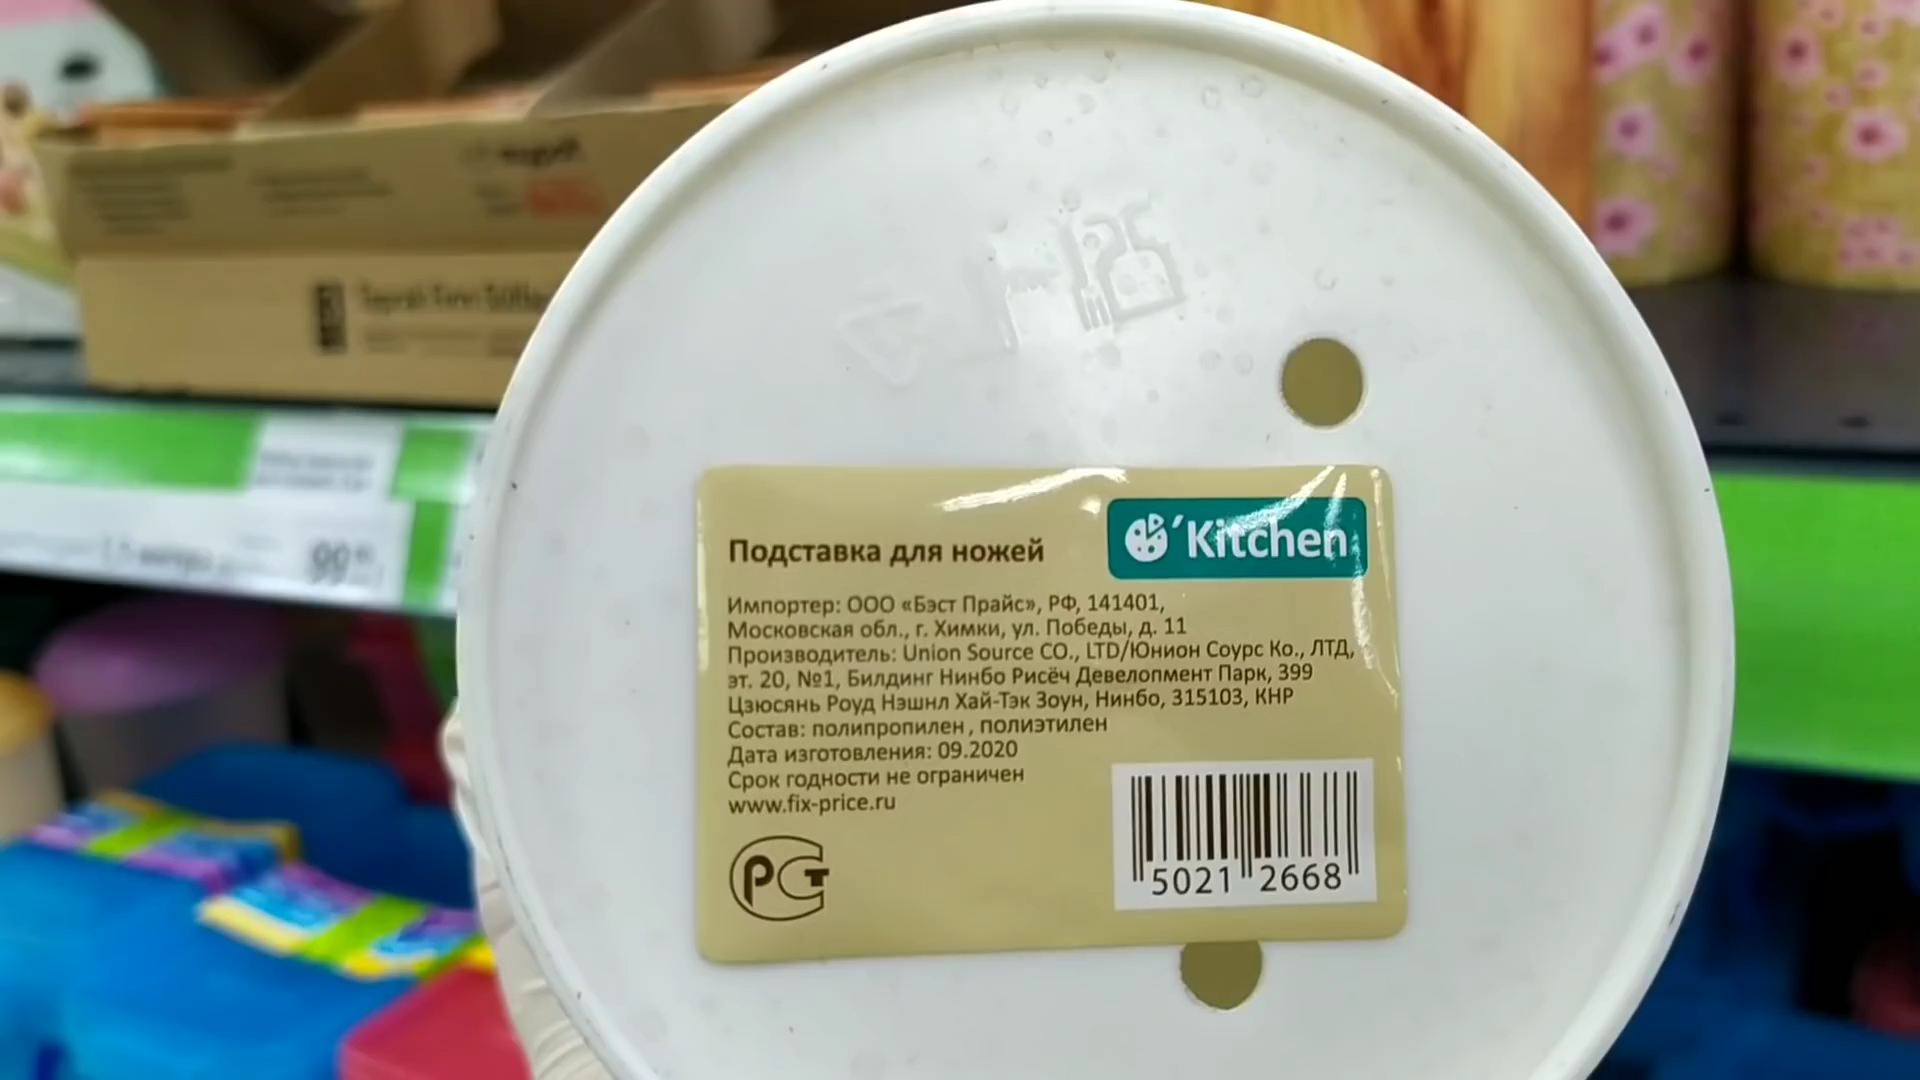 Подставка для ножей
'Kitchen
Импортер: ООО «Бэст Прайс», РФ, 141401,
Московская обл., г. Химки, ул. Победы, д. 11
Производитель: Union Source CO., LTD/Юнион Соурс Ко., ЛТД,
эт. 20, №1, Билдинг Нинбо Рисёч Девелопмент Парк, 399
Цзюсянь Роуд Нэшнл Хай-Тэк Зоун, Нинбо, 315103, КНР
Состав: полипропилен, полиэтилен
Дата изготовления: 09.2020
Срок годности не ограничен
www.fix-price.ru
РСТ
5021 2668
99